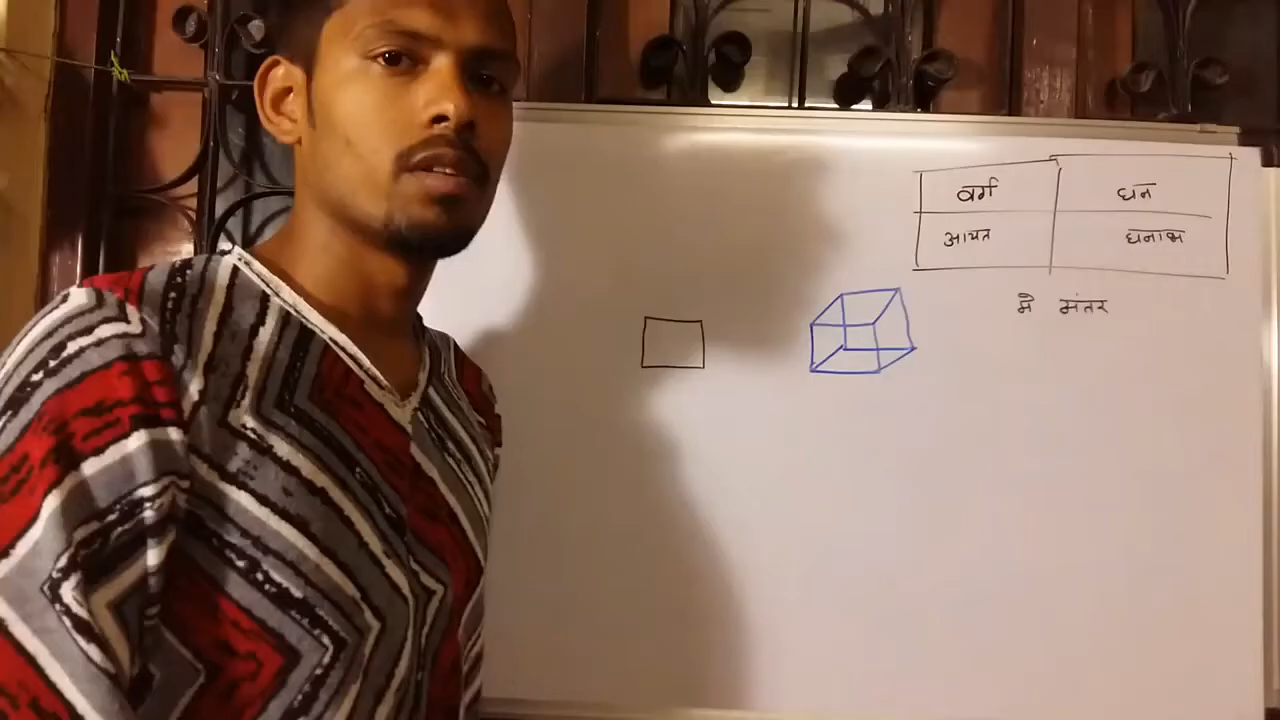 वर्ग घन
आयत घनाभ
मे अंतर